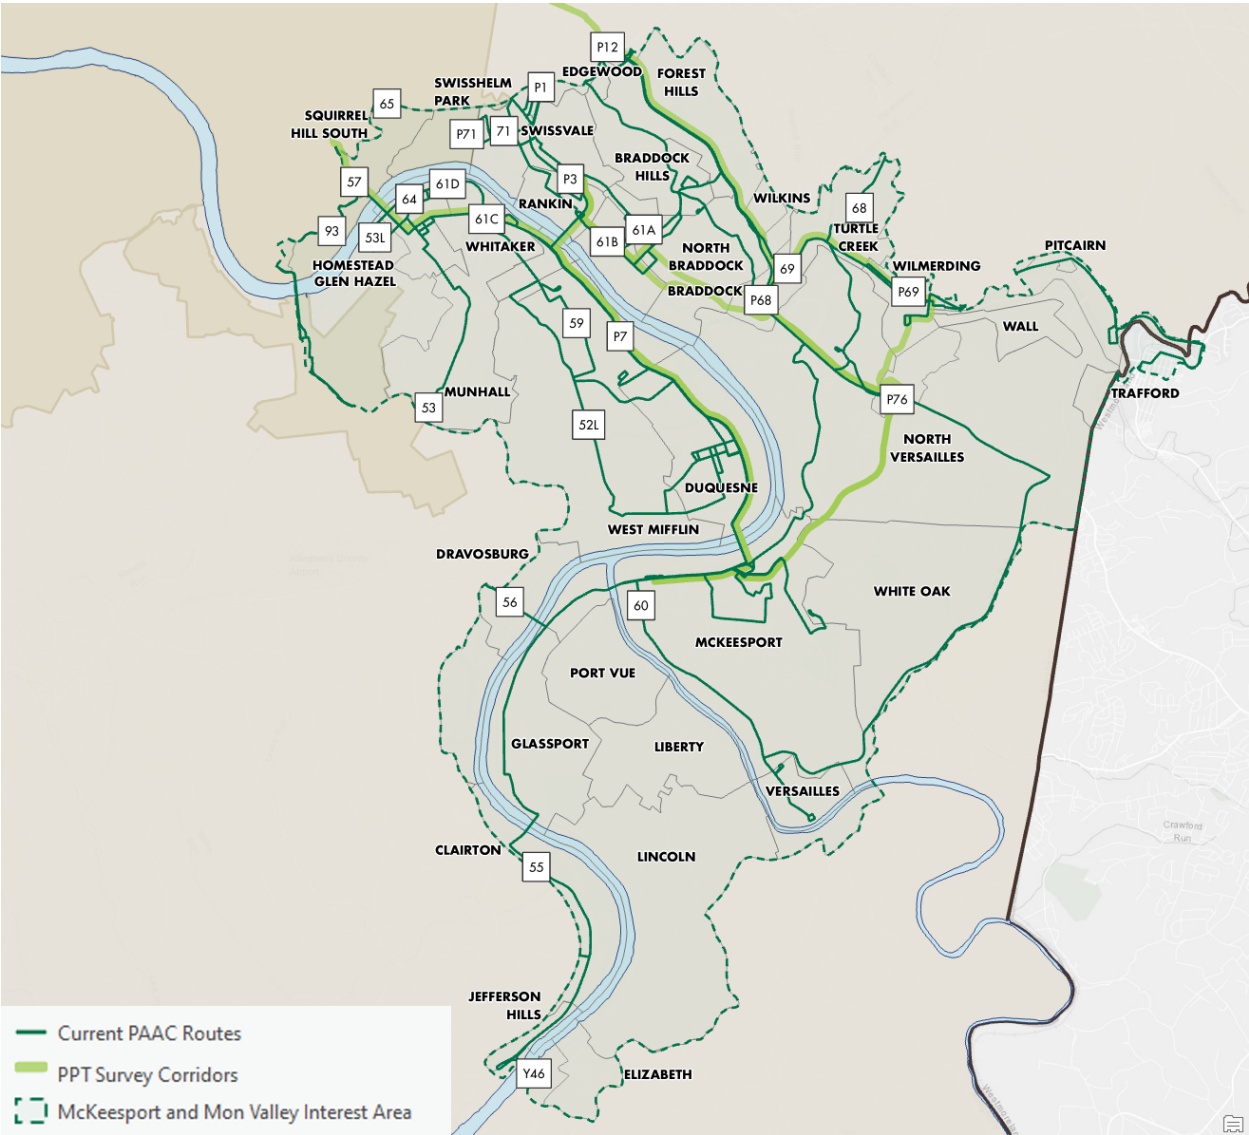 P12
EDGEWOOD
FOREST
HILLS
SWISSHELM
PARK
P1
65
SQUIRREL
HILL SOUTH
P71
71
SWISSVALE
BRADDOCK
HILLS
57
64
61D
P3
RANKIN
WILKINS
68
TURTLE
CREEK
93
53L
61C
WHITAKER
61B
61A
NORTH
BRADDOCK
PITCAIRN
HOMESTEAD
GLEN HAZEL
69
WILMERDING
BRADDOCK
P68
P69
59
P7
WALL
MUNHALL
53
52L
P76
TRAFFORD
NORTH
VERSAILLES
DUQUESNE
WEST MIFFLIN
DRAVOSBURG
56
60
WHITE OAK
MCKEESPORT
PORT VUE
GLASSPORT
LIBERTY
VERSAILLES
Crawford
Run
CLAIRTON
55
LINCOLN
JEFFERSON
HILLS
Y46
ELIZABETH
Current PAAC Routes
PPT Survey Corridors
McKeesport and Mon Valley Interest Area